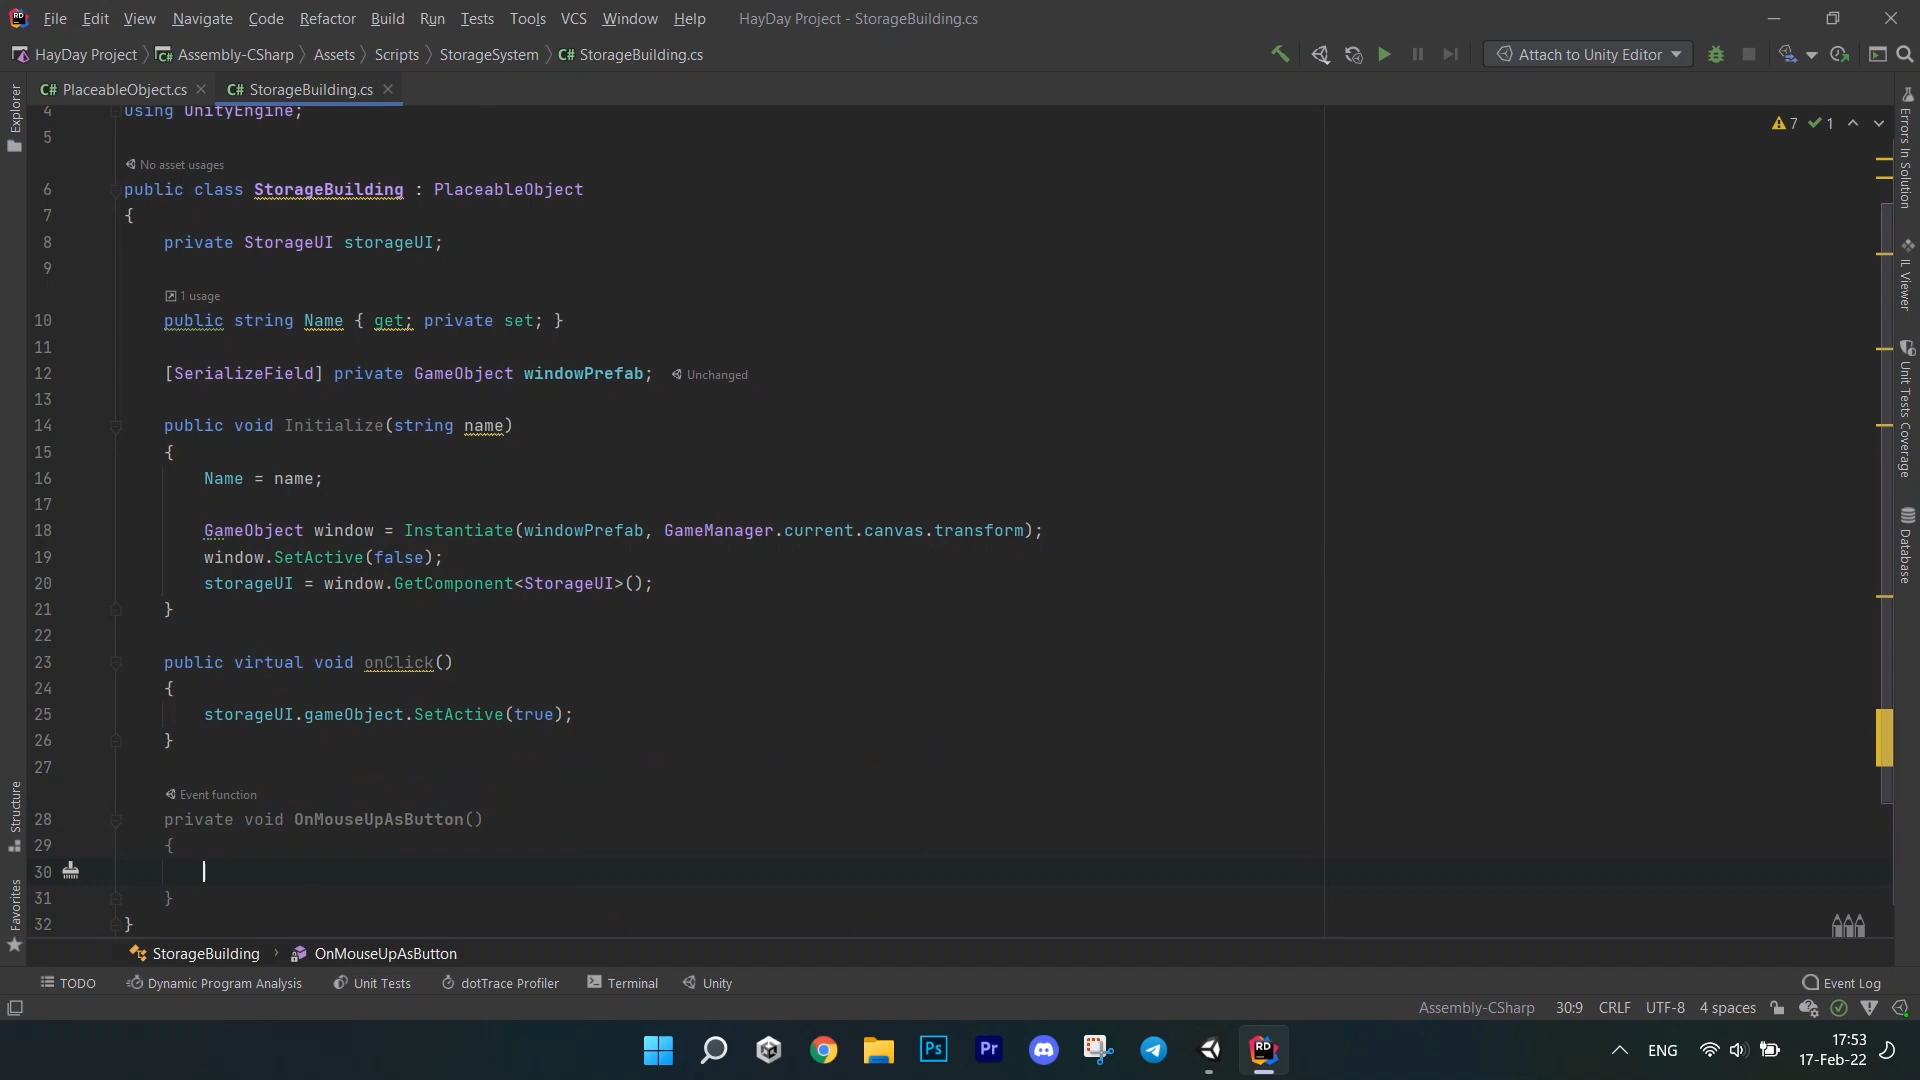 File Edit View Navigate Code Refactor Build Run Tests Tools VCS Window Help HayDay Project - StorageBuilding.cs
HayDay Project Assembly-CSharp Assets Scripts StorageSystem C# StorageBuilding.cs Attach to Unity Editor
C# PlaceableObject.cs C# StorageBuilding.cs
Explorer
4 using UnityEngine;
7 1
5
No asset usages
6 public class StorageBuilding : PlaceableObject
7 {
8 private StorageUI storageUI;
9
1 usage
10 public string Name { get; private set; }
11
12 [SerializeField] private GameObject windowPrefab; Unchanged
13
14 public void Initialize(string name)
15 {
16 Name = name;
17
18 GameObject window = Instantiate(windowPrefab, GameManager.current.canvas.transform);
19 window.SetActive(false);
20 storageUI = window.GetComponent<StorageUI>();
21 }
22
23 public virtual void onClick()
24 {
25 storageUI.gameObject.SetActive(true);
26 }
27
Event function
28 private void OnMouseUpAsButton()
29 {
30
31 }
32 }
Structure
Favorites
Errors In Solution
IL Viewer
Unit Tests Coverage
Database
StorageBuilding OnMouseUpAsButton
TODO Dynamic Program Analysis Unit Tests dotTrace Profiler Terminal Unity Event Log
Assembly-CSharp 30:9 CRLF UTF-8 4 spaces
Ps Pr RD
ENG 17:53
17-Feb-22